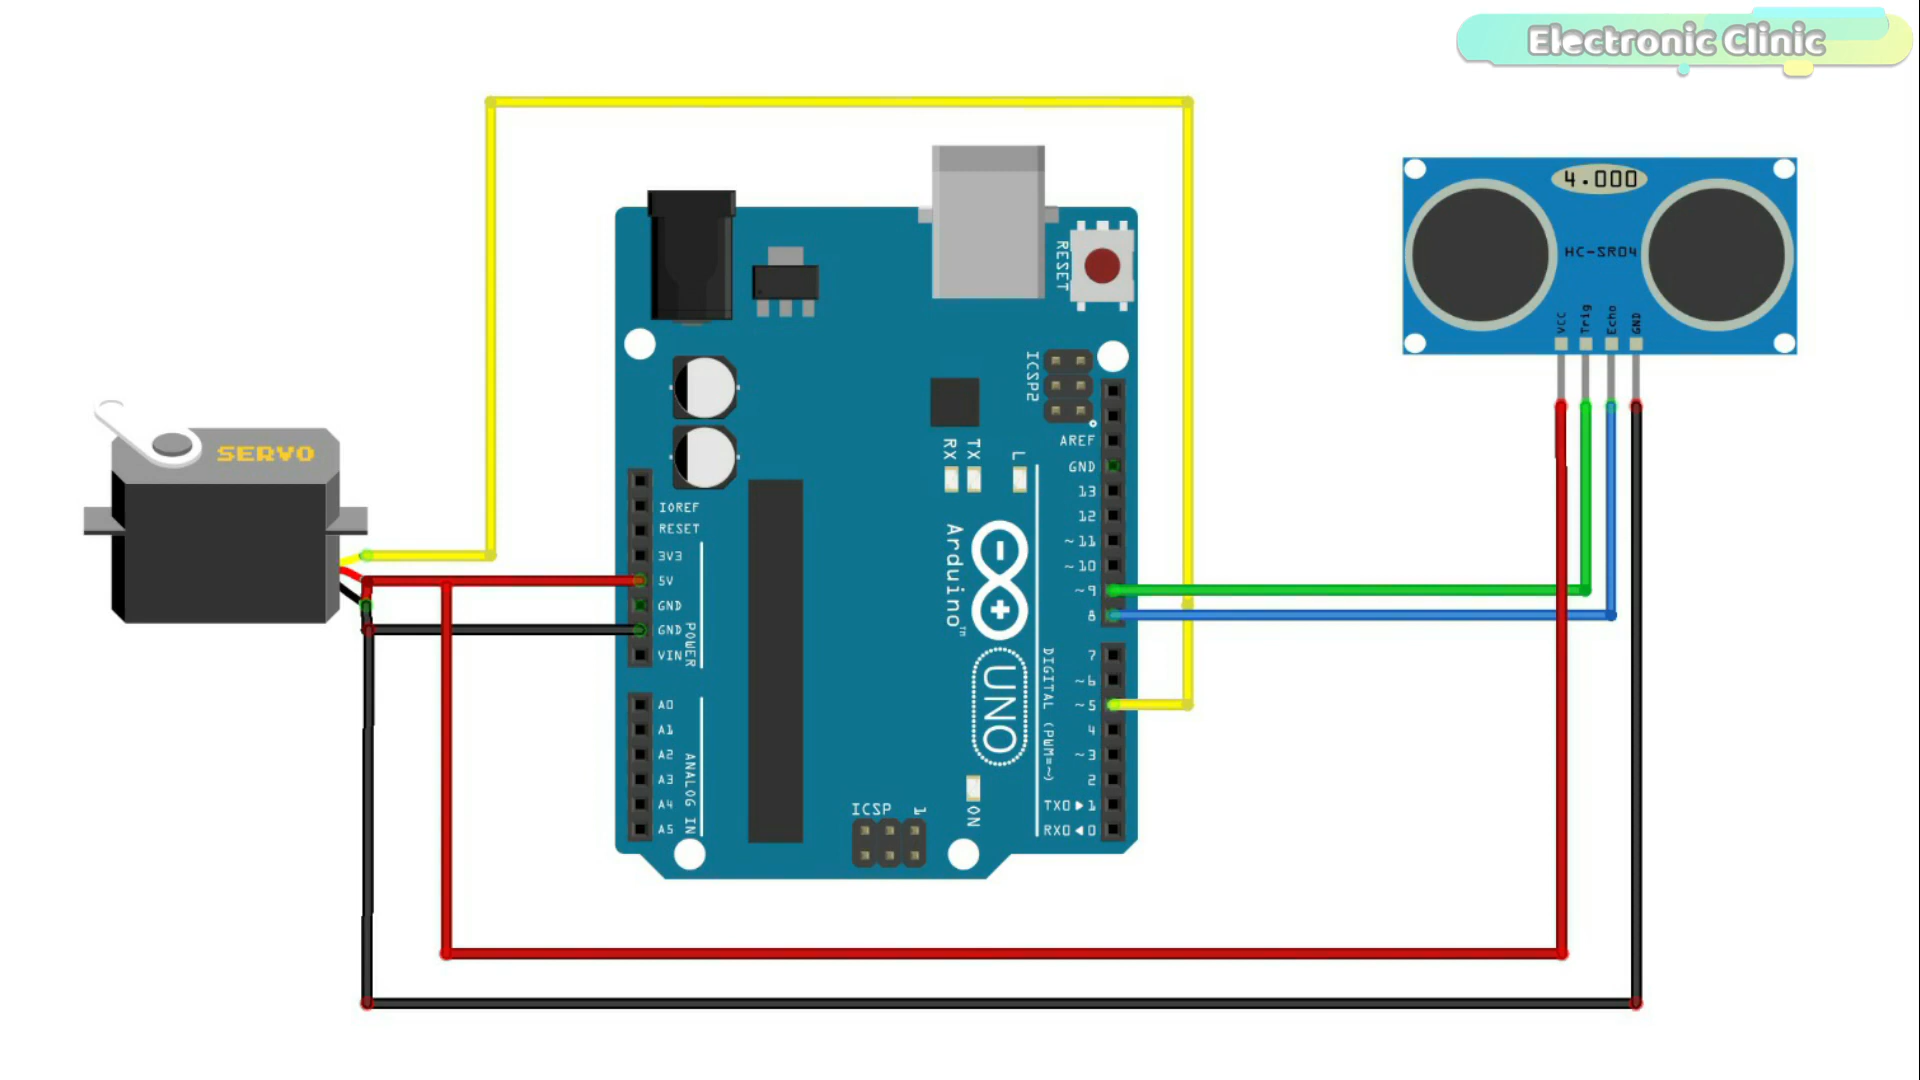 Electronic Clinic
4.000
HC-SR04
VCC
Trig
Echo
GND
SERVO
RESET
ICSP2
AREF
GND
13
12
~11
~10
~9
8
7
~6
~5
4
~3
2
TX0▶1
RX0◀0
RX
TX
L
IOREF
RESET
3V3
5V
GND
GND
VIN
POWER
A0
A1
A2
A3
A4
A5
ANALOG IN
Arduino™
UNO
DIGITAL (PWM=~)
ICSP
1
ON